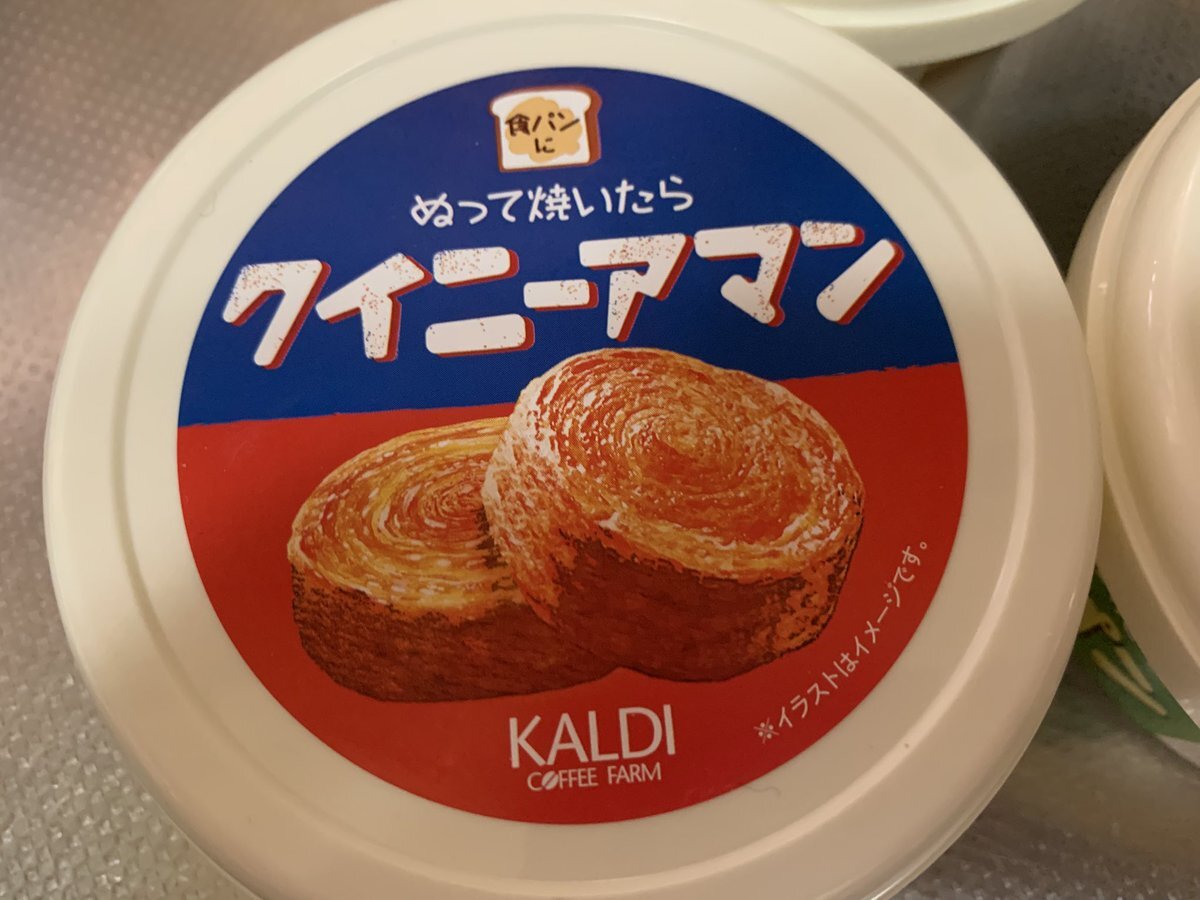 食パン
に
ぬって焼いたら
クイニーアマン
※イラストはイメージです。
KALDI
COFFEE FARM